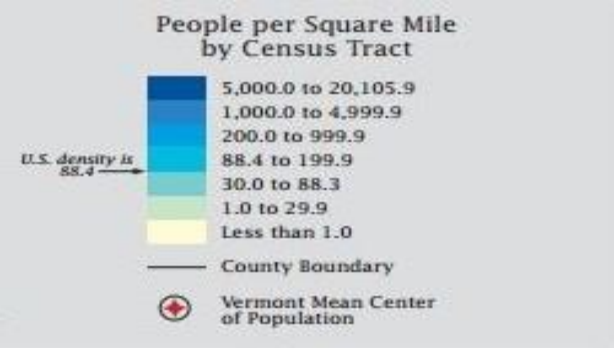 People per Square Mile
by Census Tract
5,000.0 to 20,105.9
1,000.0 to 4,999.9
200.0 to 999.9
U.S. density is
88.4
88.4 to 199.9
30.0 to 88.3
1.0 to 29.9
Less than 1.0
County Boundary
Vermont Mean Center
of Population